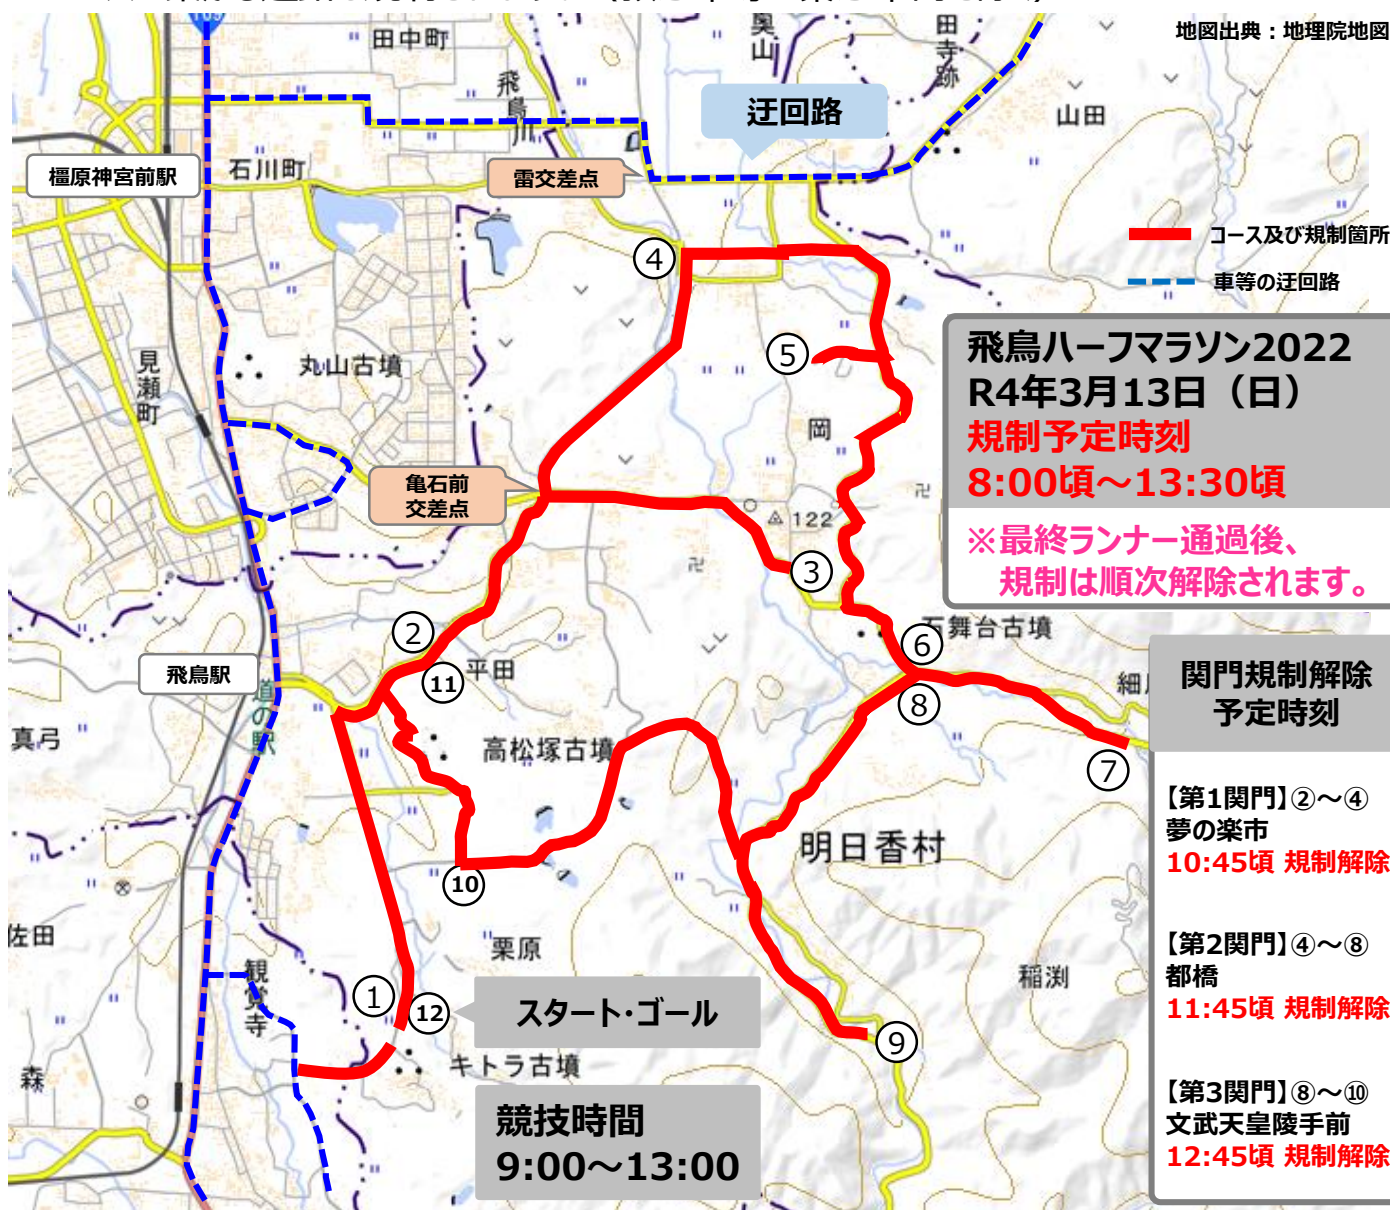 地図出典：地理院地図
田中町
飛鳥川
奥山
田寺跡
山田
迂回路
橿原神宮前駅
石川町
雷交差点
④
コース及び規制箇所
車等の迂回路
飛鳥ハーフマラソン2022
R4年3月13日（日）
規制予定時刻
8:00頃～13:30頃
※最終ランナー通過後、
規制は順次解除されます。
⑤
見瀬町
丸山古墳
岡
亀石前
交差点
122
③
②
⑪
平田
飛鳥駅
道の駅
真弓
高松塚古墳
石舞台古墳
⑥
⑧
⑦
関門規制解除
予定時刻
【第1関門】②～④
夢の楽市
10:45頃 規制解除
【第2関門】④～⑧
都橋
11:45頃 規制解除
【第3関門】⑧～⑩
文武天皇陵手前
12:45頃 規制解除
明日香村
⑩
佐田
栗原
稲渕
観覚寺
①
⑫
スタート・ゴール
⑨
キトラ古墳
森
競技時間
9:00～13:00